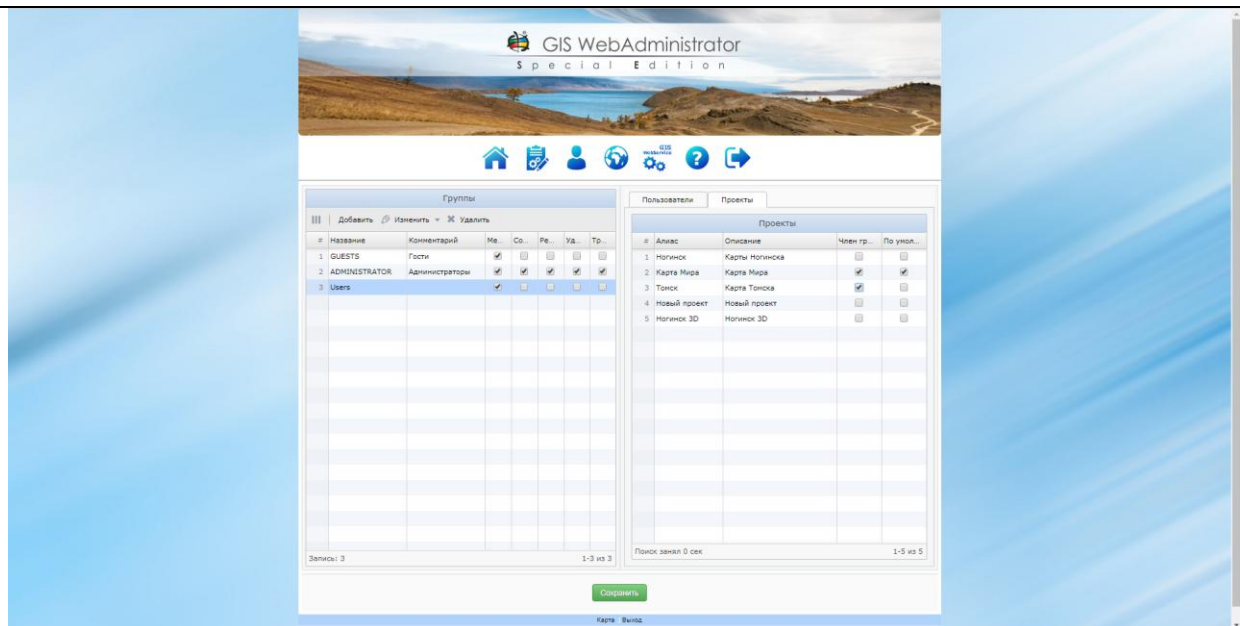 GIS WebAdministrator
Special Edition
GIS
WEBSERVICE
?
Группы
Добавить Изменить Удалить
# Название Комментарий Ме... Со... Ре... Уд... Тр...
1 GUESTS Гости
2 ADMINISTRATOR Администраторы
3 Users
Запись: 3 1-3 из 3
Пользователи Проекты
Проекты
# Алиас Описание Член гр... По умол...
1 Ногинск Карты Ногинска
2 Карта Мира Карта Мира
3 Томск Карта Томска
4 Новый проект Новый проект
5 Ногинск 3D Ногинск 3D
Поиск занял 0 сек 1-5 из 5
Сохранить
Карта Выход